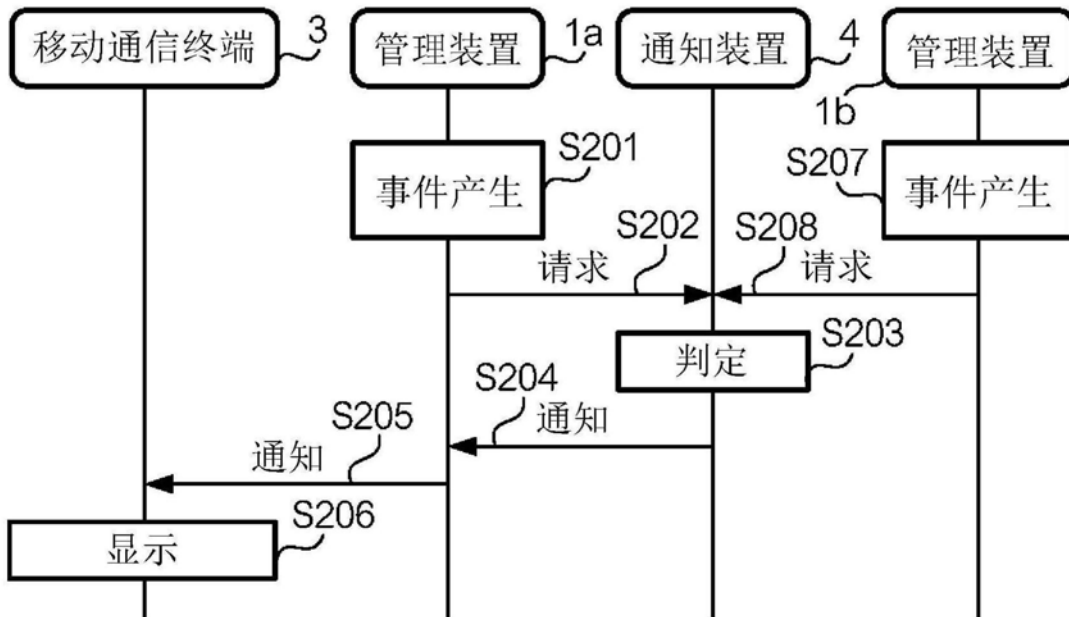 移动通信终端
3
管理装置
1a
通知装置
4
管理装置
1b
事件产生
S201
S207
事件产生
S202
S208
请求
请求
判定
S203
S204
通知
S205
通知
显示
S206